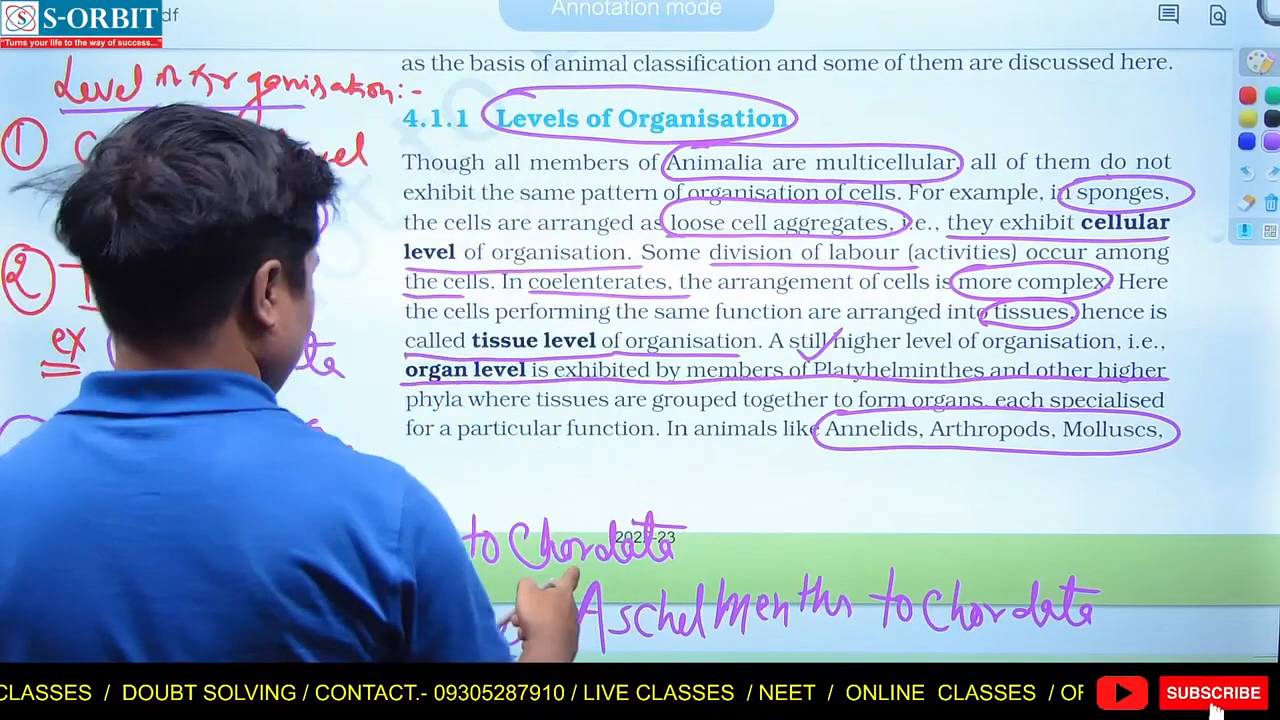 S-ORBIT
"Turns your life to the way of success..."
df
Annotation mode
as the basis of animal classification and some of them are discussed here.
Level organisation:-
4.1.1 Levels of Organisation
① C vel
Though all members of Animalia are multicellular, all of them do not
exhibit the same pattern of organisation of cells. For example, in sponges,
the cells are arranged as loose cell aggregates, i.e., they exhibit cellular
level of organisation. Some division of labour (activities) occur among
② T
the cells. In coelenterates, the arrangement of cells is more complex. Here
the cells performing the same function are arranged into tissues, hence is
ex
called tissue level of organisation. A still higher level of organisation, i.e.,
organ level is exhibited by members of Platyhelminthes and other higher
phyla where tissues are grouped together to form organs, each specialised
for a particular function. In animals like Annelids, Arthropods, Molluscs,
to Chordata
Aschelmenthis to Chordata
CLASSES / DOUBT SOLVING / CONTACT.- 09305287910 / LIVE CLASSES / NEET / ONLINE CLASSES / OF
SUBSCRIBE